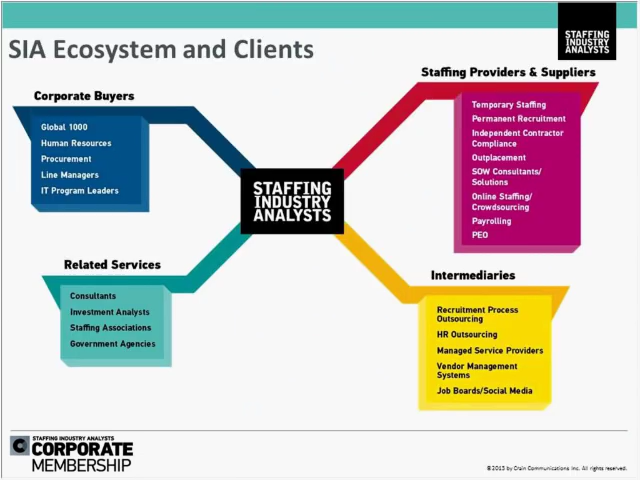 SIA Ecosystem and Clients
STAFFING
INDUSTRY
ANALYSTS
Corporate Buyers
Global 1000
Human Resources
Procurement
Line Managers
IT Program Leaders
Staffing Providers & Suppliers
Temporary Staffing
Permanent Recruitment
Independent Contractor
Compliance
Outplacement
SOW Consultants/
Solutions
Online Staffing/
Crowdsourcing
Payrolling
PEO
STAFFING
INDUSTRY
ANALYSTS
Related Services
Consultants
Investment Analysts
Staffing Associations
Government Agencies
Intermediaries
Recruitment Process
Outsourcing
HR Outsourcing
Managed Service Providers
Vendor Management
Systems
Job Boards/Social Media
C
STAFFING INDUSTRY ANALYSTS
CORPORATE
MEMBERSHIP
©2013 by Crain Communications Inc. All rights reserved.